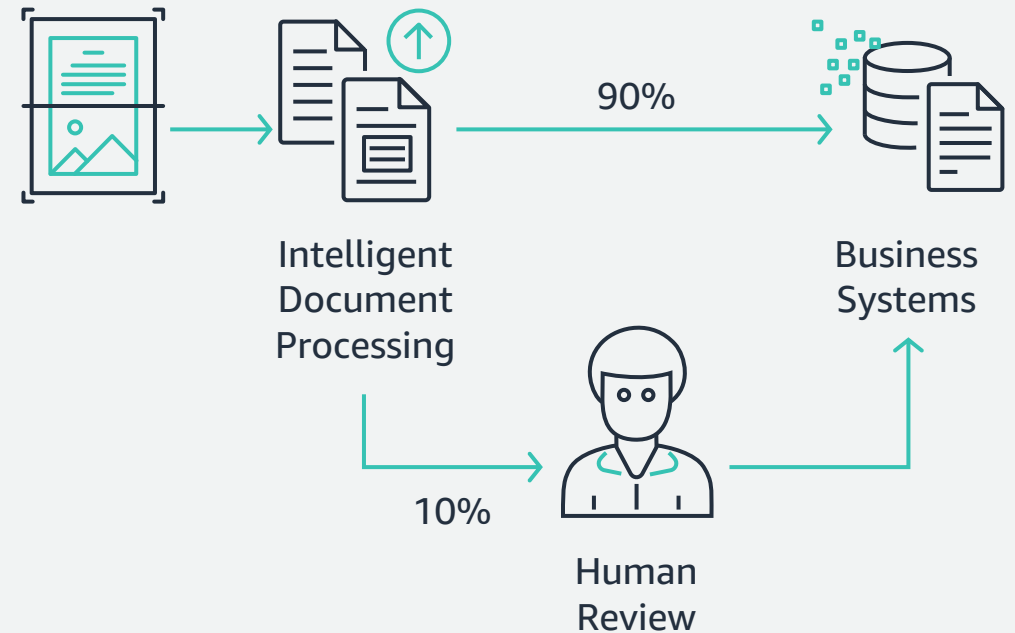 90%
Intelligent
Document
Processing
Business
Systems
10%
Human
Review